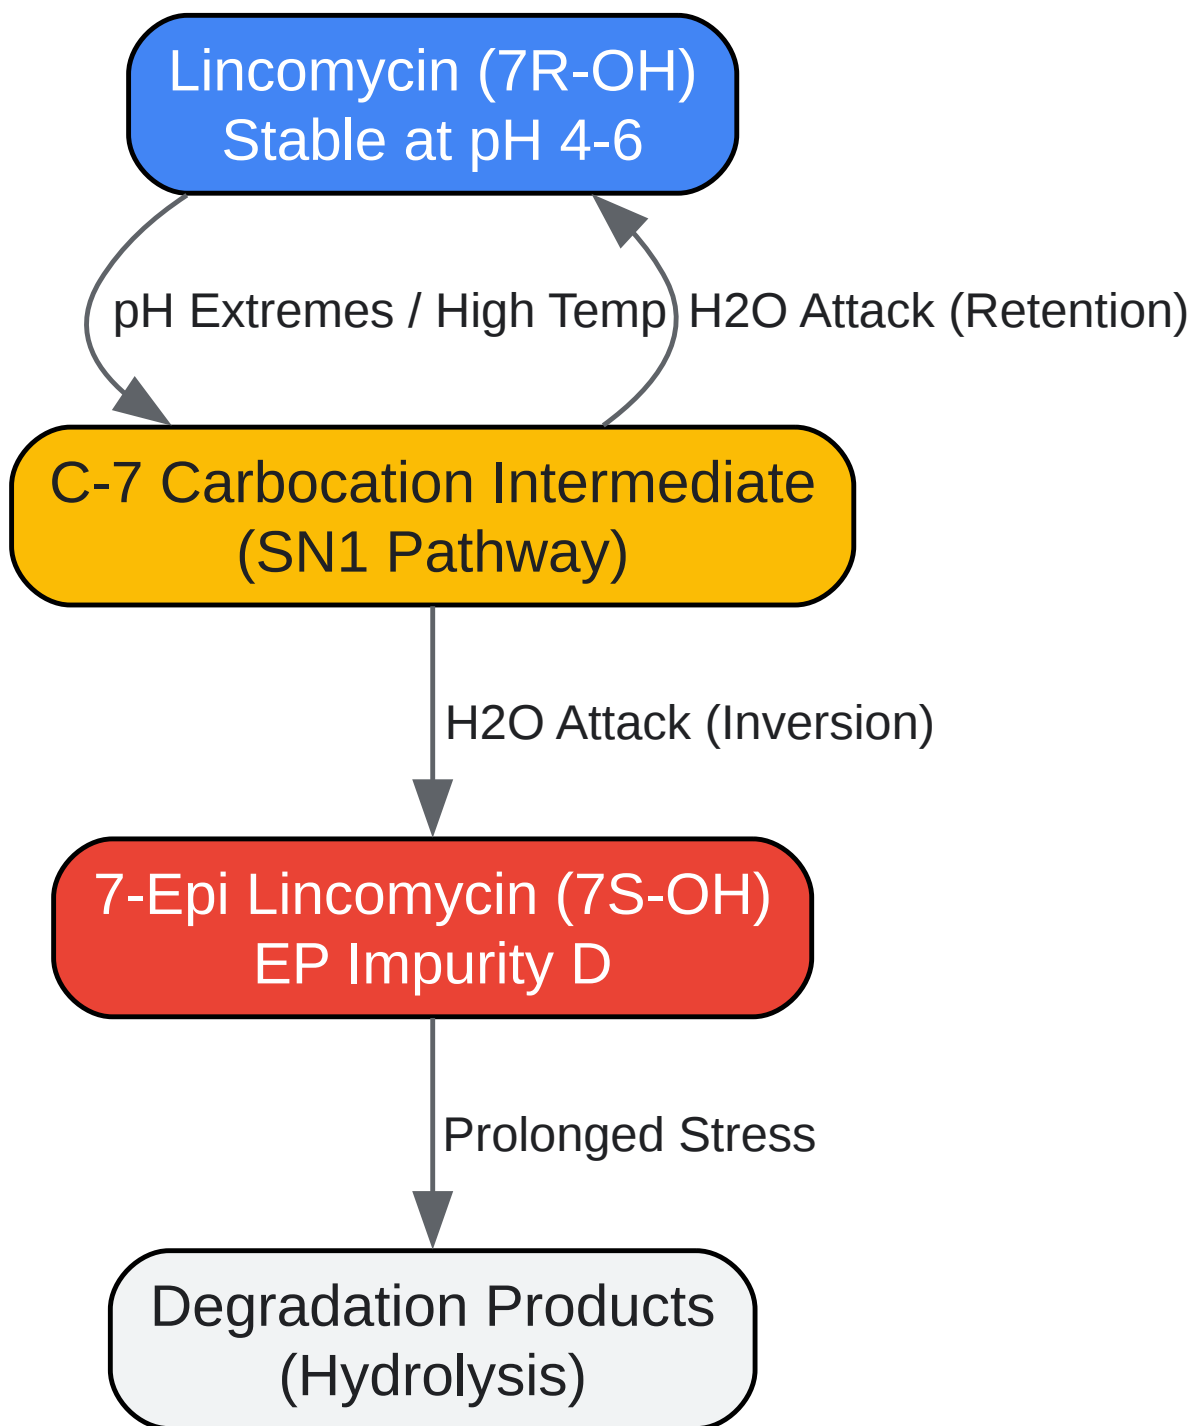 Lincomycin (7R-OH)
Stable at pH 4-6
pH Extremes / High Temp
H2O Attack (Retention)
C-7 Carbocation Intermediate
(SN1 Pathway)
H2O Attack (Inversion)
7-Epi Lincomycin (7S-OH)
EP Impurity D
Prolonged Stress
Degradation Products
(Hydrolysis)